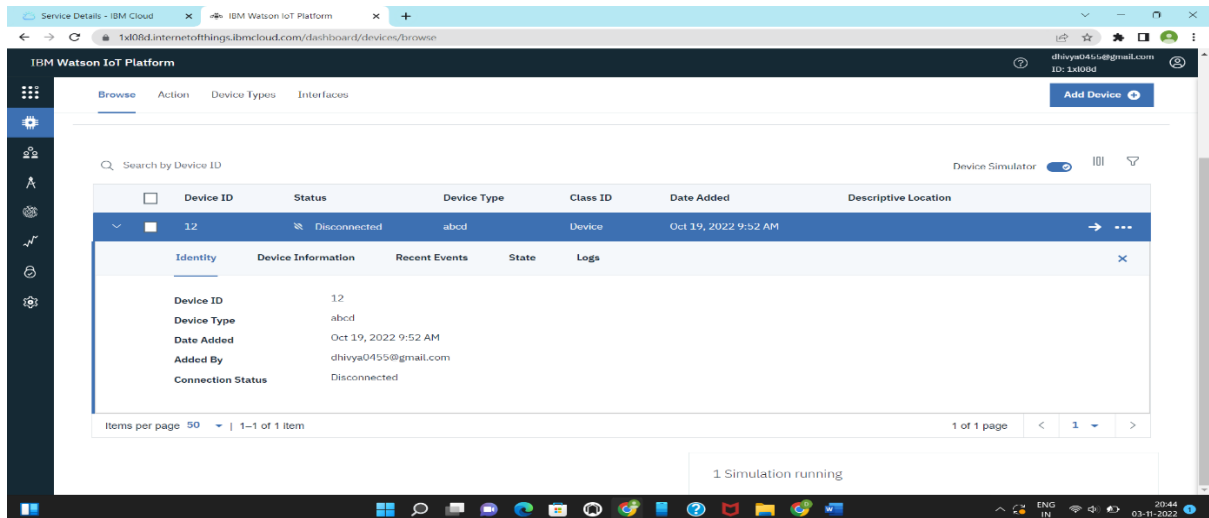 Service Details - IBM Cloud
IBM Watson IoT Platform
1xl08d.internetofthings.ibmcloud.com/dashboard/devices/browse
IBM Watson IoT Platform
dhivya0455@gmail.com
ID: 1xl08d
Browse Action Device Types Interfaces Add Device
Search by Device ID Device Simulator
Device ID Status Device Type Class ID Date Added Descriptive Location
12 Disconnected abcd Device Oct 19, 2022 9:52 AM
Identity Device Information Recent Events State Logs
Device ID 12
Device Type abcd
Date Added Oct 19, 2022 9:52 AM
Added By dhivya0455@gmail.com
Connection Status Disconnected
Items per page 50 | 1–1 of 1 item 1 of 1 page 1
1 Simulation running
ENG
IN
20:44
03-11-2022
1